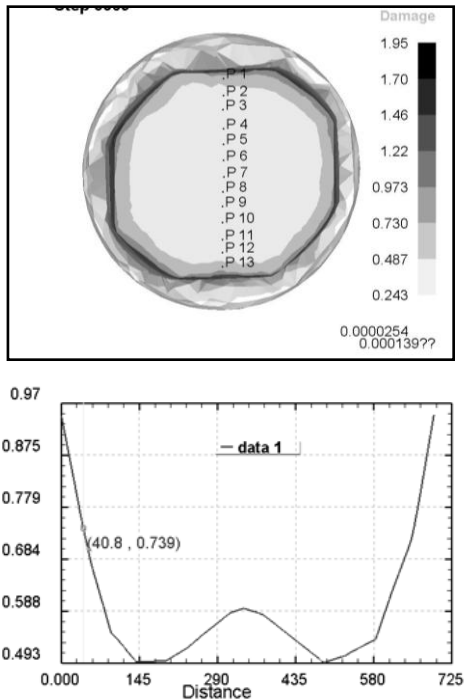 Damage
P 1
P 2
P 3
P 4
P 5
P 6
P 7
P 8
P 9
P 10
P 11
P 12
P 13
1.95
1.70
1.46
1.22
0.973
0.730
0.487
0.243
0.0000254
0.000139??
0.97
0.875
0.779
0.684
0.588
0.493
data 1
(40.8 , 0.739)
0.000 145 290 435 580 725
Distance